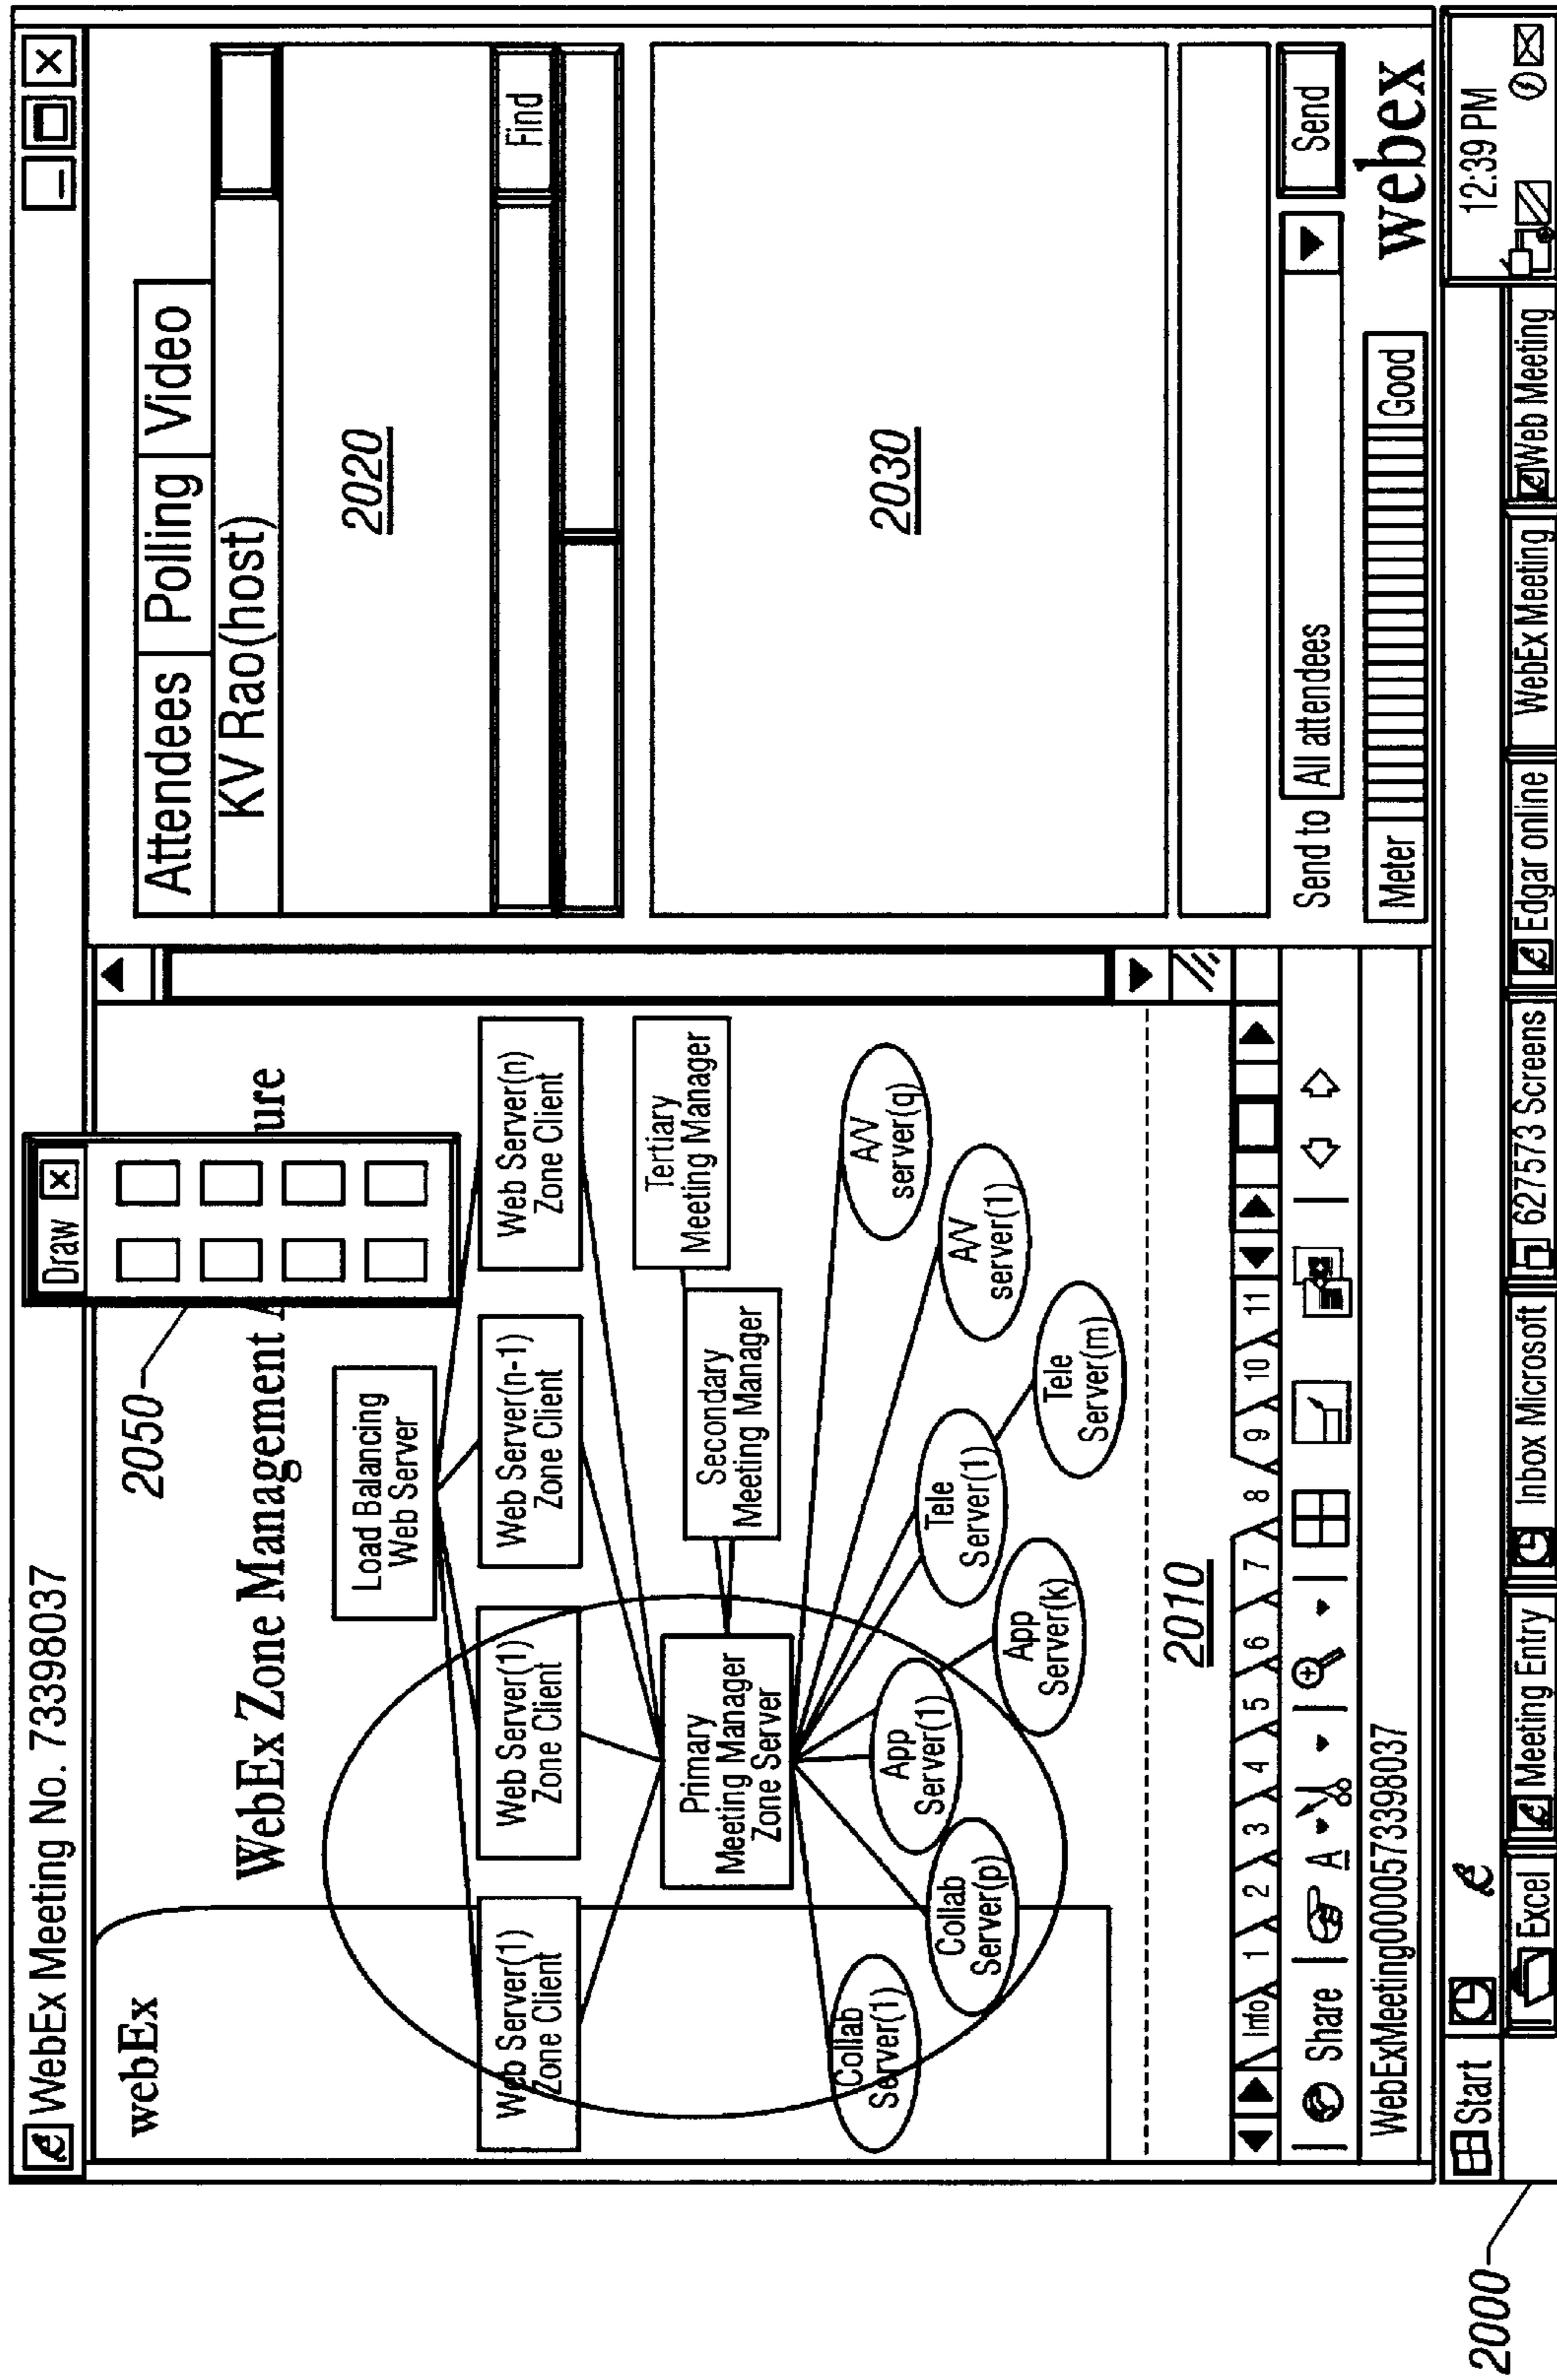 WebEx Meeting No. 73398037
webEx
2050
Draw
WebEx Zone Management A
ure
Load Balancing
Web Server
Web Server(1)
Zone Client
Web Server(1)
Zone Client
Web Server(n-1)
Zone Client
Web Server(n)
Zone Client
Primary
Meeting Manager
Zone Server
Secondary
Meeting Manager
Tertiary
Meeting Manager
Collab
Server(1)
Collab
Server(p)
App
Server(1)
App
Server(k)
Tele
Server(1)
Tele
Server(m)
A/V
server(1)
A/V
server(q)
2010
Info 1 2 3 4 5 6 7 8 9 10 11
Share A
WebExMeeting0000573398037
Attendees Polling Video
KV Rao(host)
2020
Find
2030
Send to All attendees Send
Meter Good
webex
Start
12:39 PM
Excel Meeting Entry Inbox Microsoft 627573 Screens Edgar online WebEx Meeting Web Meeting
2000